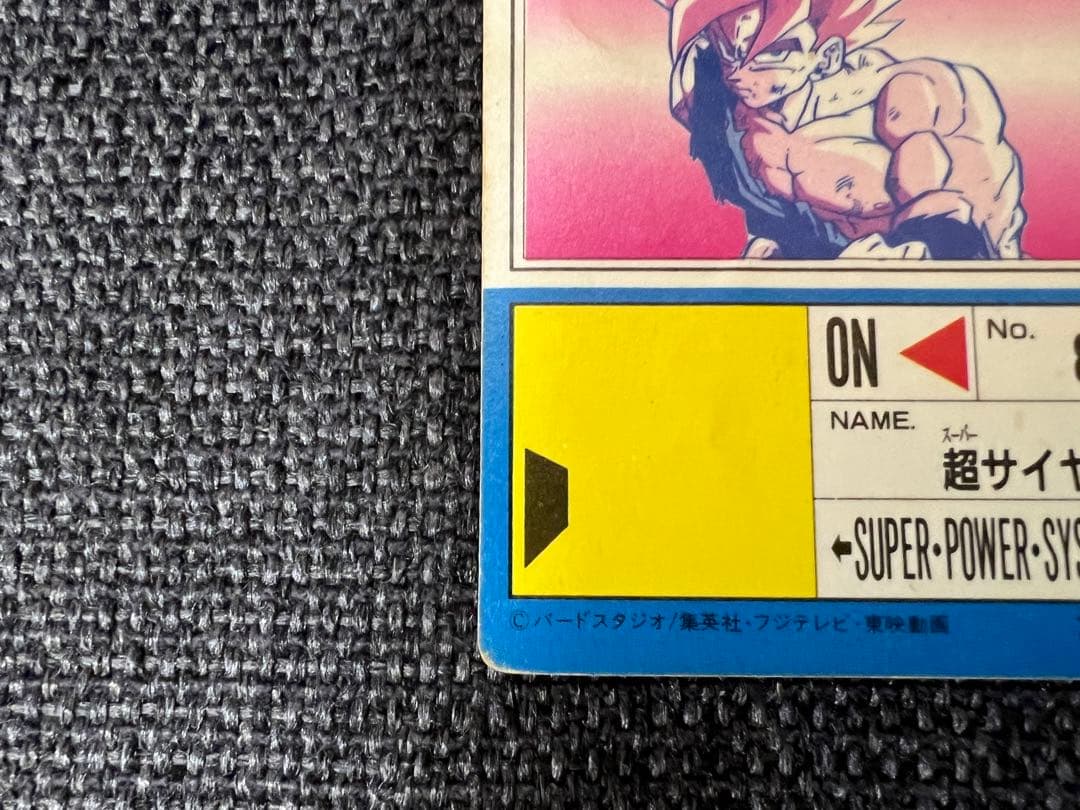 ON
No.
NAME.
スーパー
超サイヤ
←SUPER・POWER・SYS
©バードスタジオ/集英社・フジテレビ・東映動画